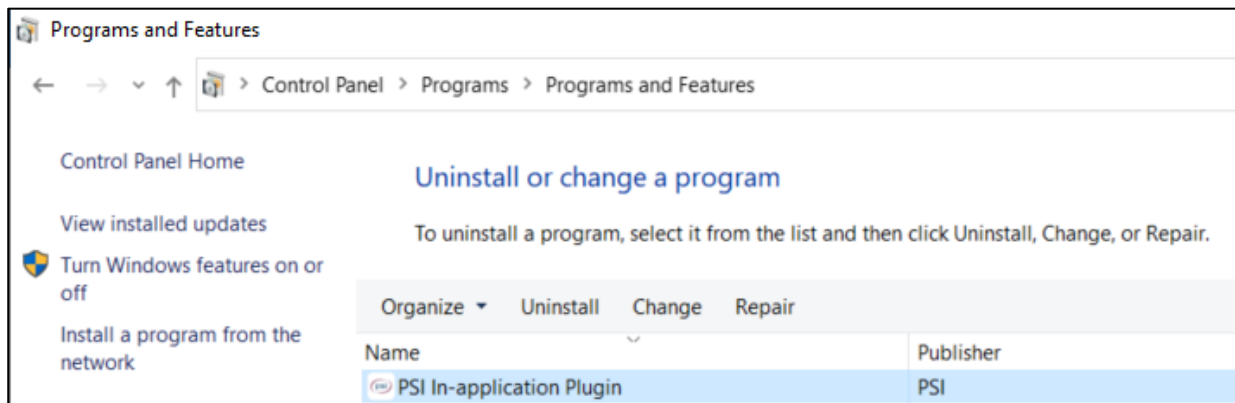 Programs and Features
Control Panel > Programs > Programs and Features
Control Panel Home
Uninstall or change a program
View installed updates
To uninstall a program, select it from the list and then click Uninstall, Change, or Repair.
Turn Windows features on or
off
Install a program from the
network
Organize Uninstall Change Repair
Name Publisher
PSI In-application Plugin PSI